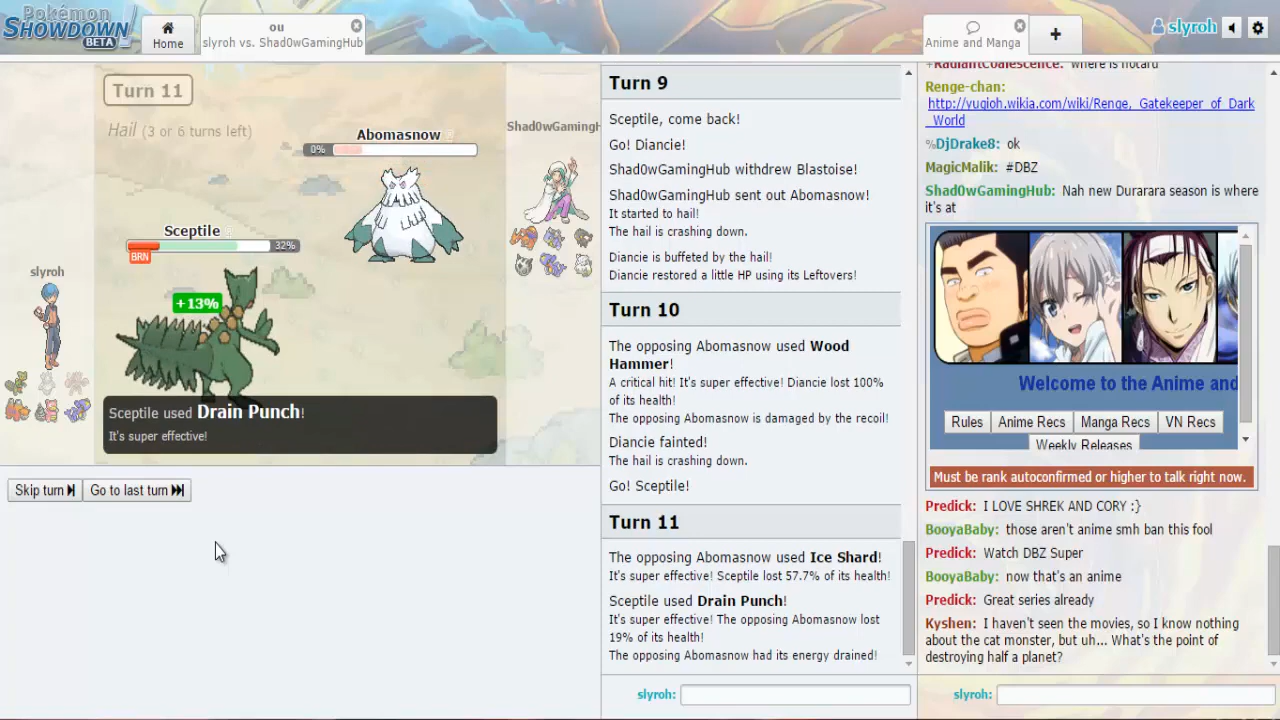 Pokémon
SHOWDOWN
BETA
Home
ou
slyroh vs. Shad0wGamingHub
Anime and Manga
+
slyroh
Turn 11
Hail (3 or 6 turns left)
Abomasnow
0%
Shad0wGamingH
Sceptile
32%
BRN
slyroh
+13%
Sceptile used Drain Punch!
It's super effective!
Skip turn
Go to last turn
Turn 9
Sceptile, come back!
Go! Diancie!
Shad0wGamingHub withdrew Blastoise!
Shad0wGamingHub sent out Abomasnow!
It started to hail!
The hail is crashing down.
Diancie is buffeted by the hail!
Diancie restored a little HP using its Leftovers!
Turn 10
The opposing Abomasnow used Wood
Hammer!
A critical hit! It's super effective! Diancie lost 100%
of its health!
The opposing Abomasnow is damaged by the recoil!
Diancie fainted!
The hail is crashing down.
Go! Sceptile!
Turn 11
The opposing Abomasnow used Ice Shard!
It's super effective! Sceptile lost 57.7% of its health!
Sceptile used Drain Punch!
It's super effective! The opposing Abomasnow lost
19% of its health!
The opposing Abomasnow had its energy drained!
slyroh:
+RadiantCoalescence: where is hotaru
Renge-chan:
http://yugioh.wikia.com/wiki/Renge,_Gatekeeper_of_Dark
_World
%DjDrake8: ok
MagicMalik: #DBZ
Shad0wGamingHub: Nah new Durarara season is where
it's at
Welcome to the Anime and
Rules
Anime Recs
Manga Recs
VN Recs
Weekly Releases
Must be rank autoconfirmed or higher to talk right now.
Predick: I LOVE SHREK AND CORY :}
BooyaBaby: those aren't anime smh ban this fool
Predick: Watch DBZ Super
BooyaBaby: now that's an anime
Predick: Great series already
Kyshen: I haven't seen the movies, so I know nothing
about the cat monster, but uh... What's the point of
destroying half a planet?
slyroh: